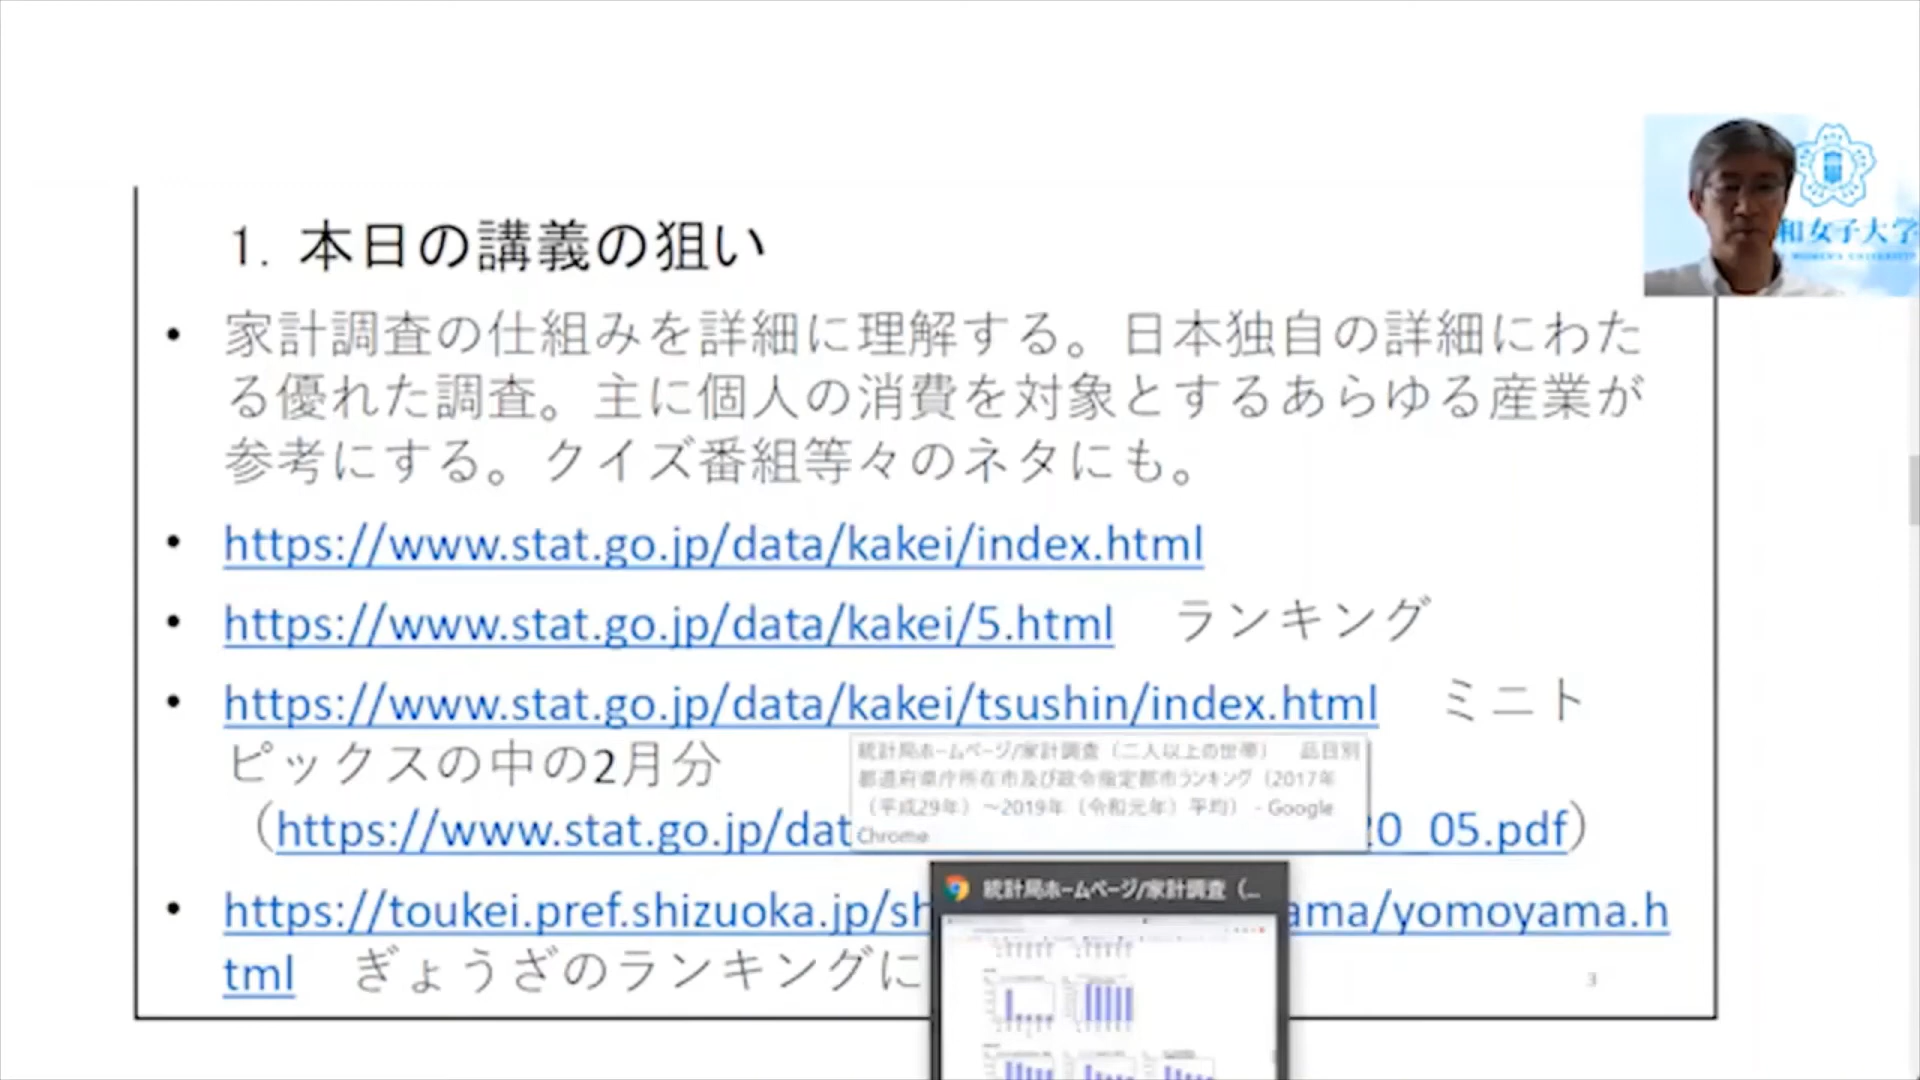 1. 本日の講義の狙い
• 家計調査の仕組みを詳細に理解する。日本独自の詳細にわた
る優れた調査。主に個人の消費を対象とするあらゆる産業が
参考にする。クイズ番組等々のネタにも。
• https://www.stat.go.jp/data/kakei/index.html
• https://www.stat.go.jp/data/kakei/5.html ランキング
• https://www.stat.go.jp/data/kakei/tsushin/index.html ミニト
ピックスの中の2月分
(https://www.stat.go.jp/dat
20_05.pdf)
統計局ホームページ/家計調査（二人以上の世帯） 品目別
都道府県庁所在市及び政令指定都市ランキング（2017年
（平成29年）～2019年（令和元年）平均） - Google
Chrome
統計局ホームページ/家計調査（...
• https://toukei.pref.shizuoka.jp/sh
ama/yomoyama.h
tml ぎょうざのランキングに
3
和女子大学
WOMEN'S UNIVERSITY